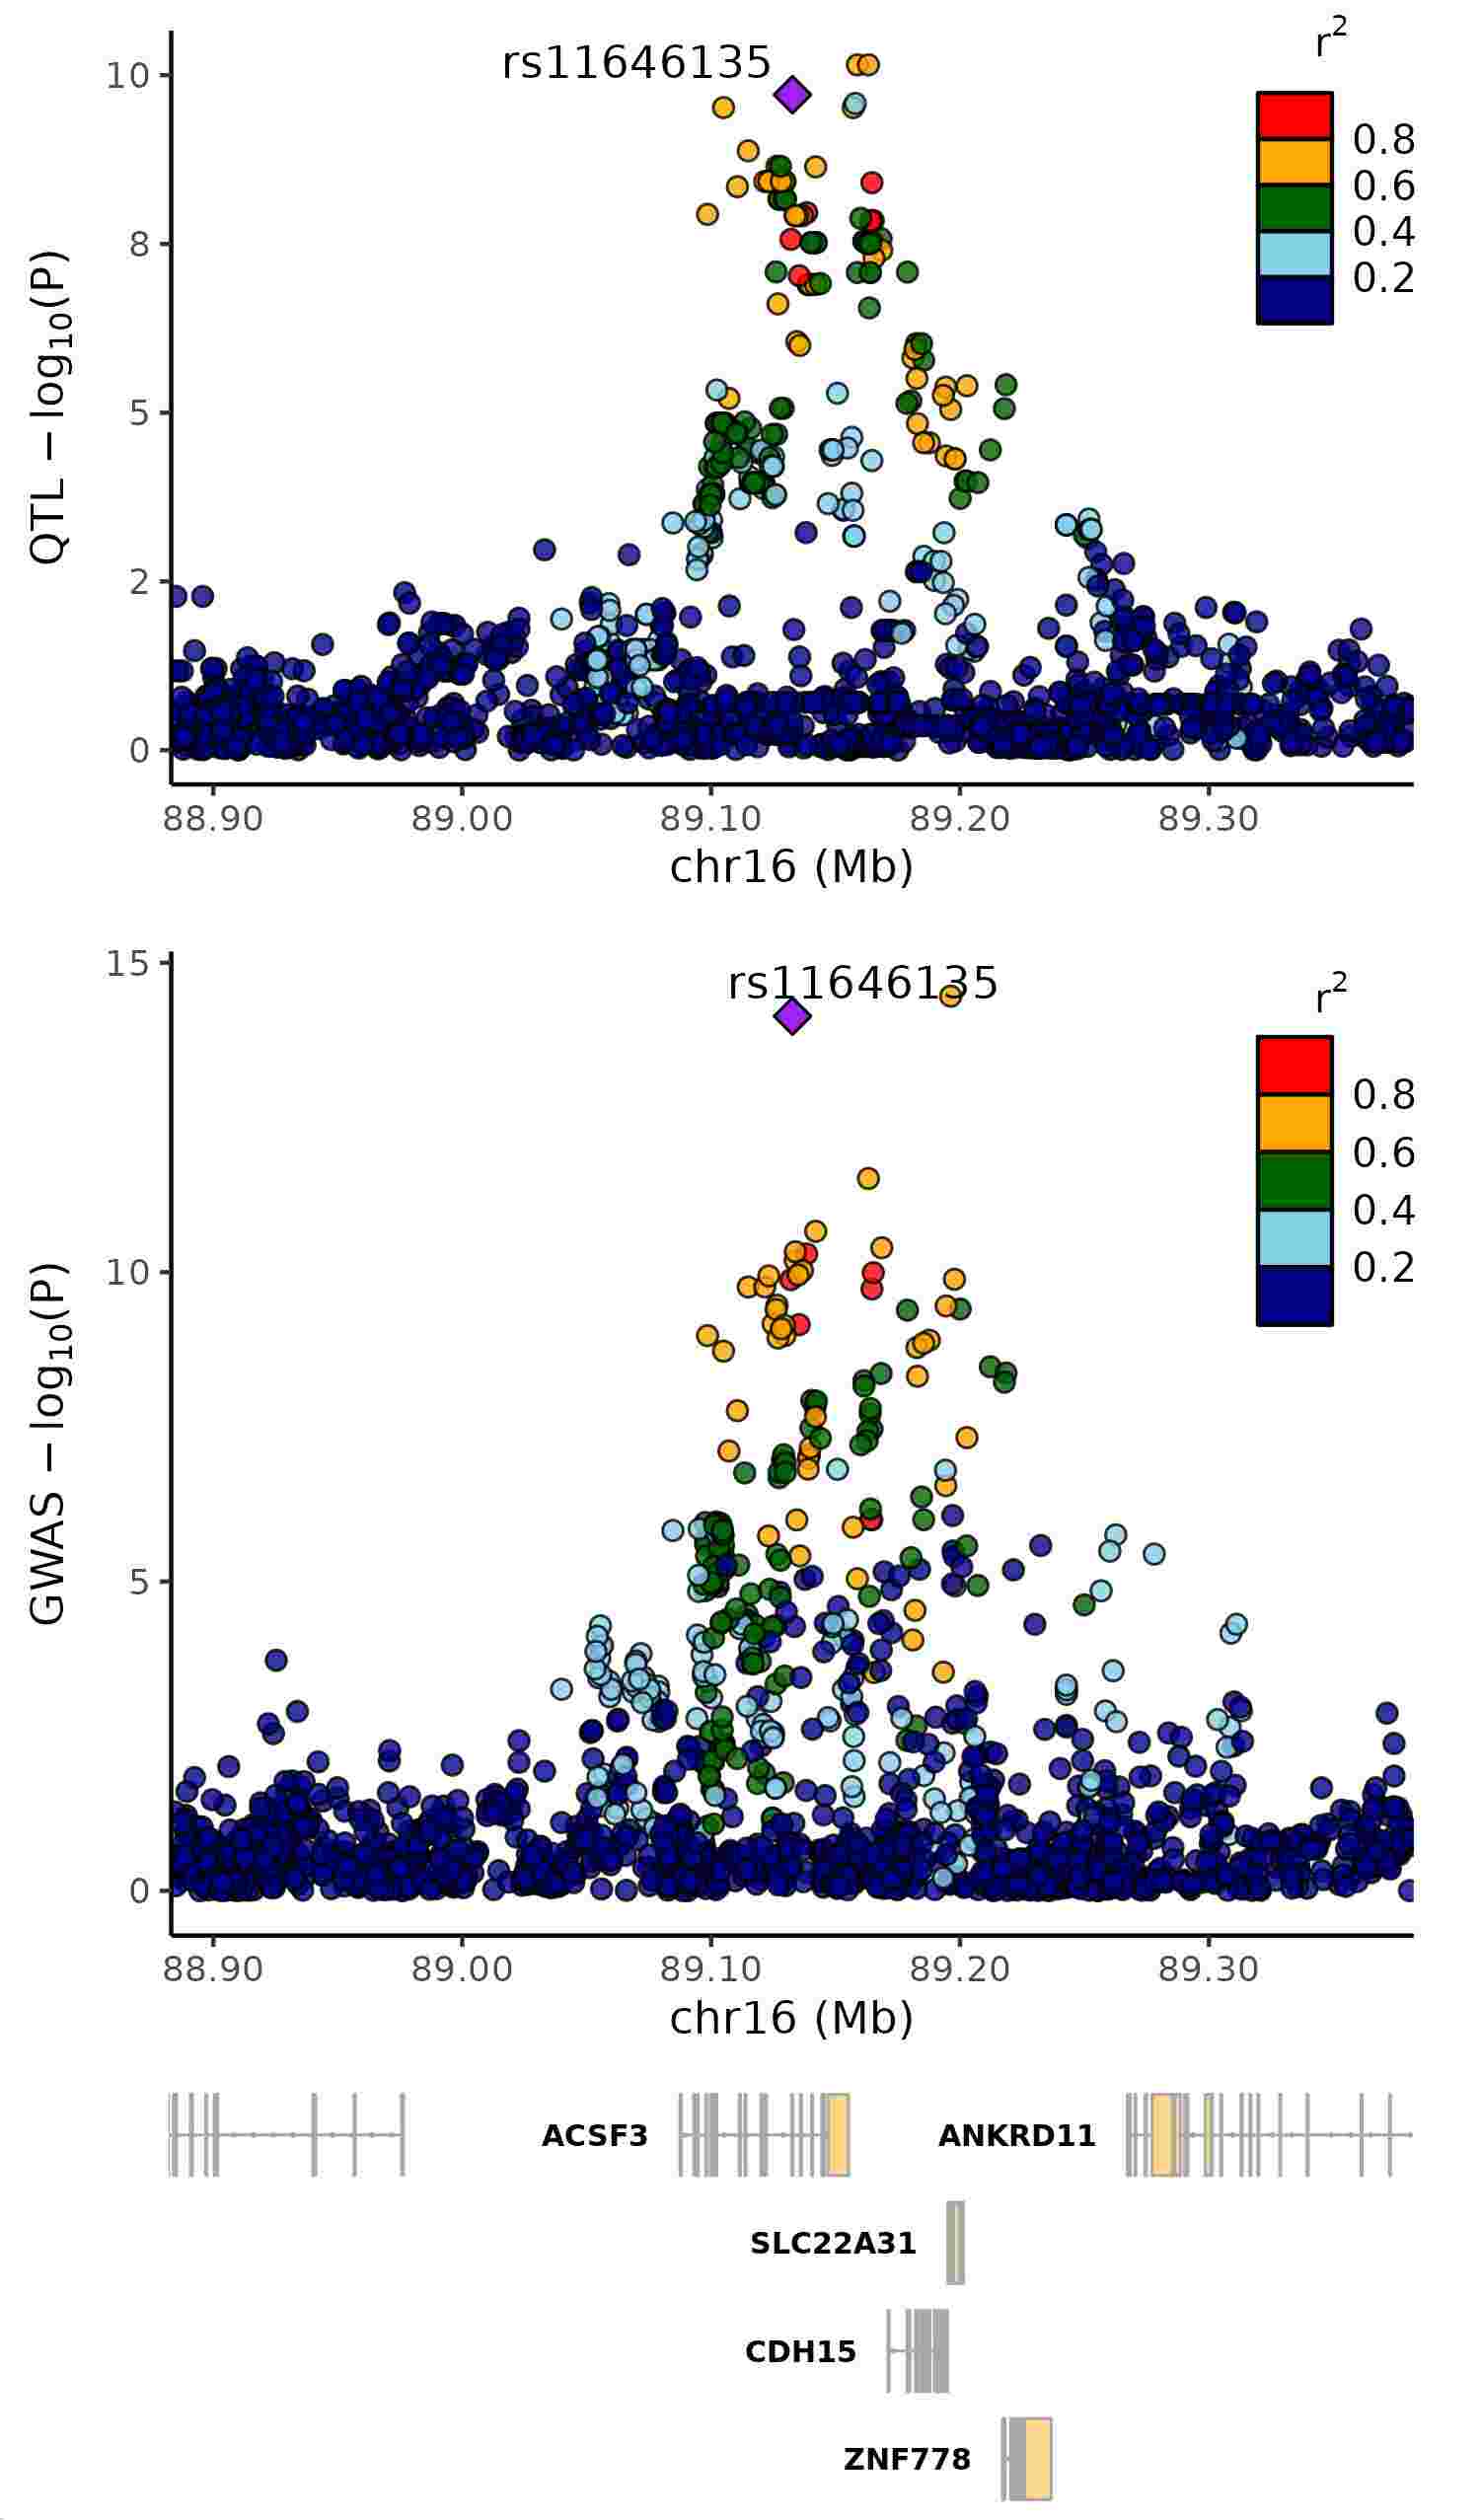 r2
rs11646135
10
8
5
2
0
0.8
0.6
0.4
0.2
QTL − log10(P)
88.90 89.00 89.10 89.20 89.30
chr16 (Mb)
r2
rs11646135
15
10
5
0
0.8
0.6
0.4
0.2
GWAS − log10(P)
88.90 89.00 89.10 89.20 89.30
chr16 (Mb)
ACSF3 ANKRD11
SLC22A31
CDH15
ZNF778